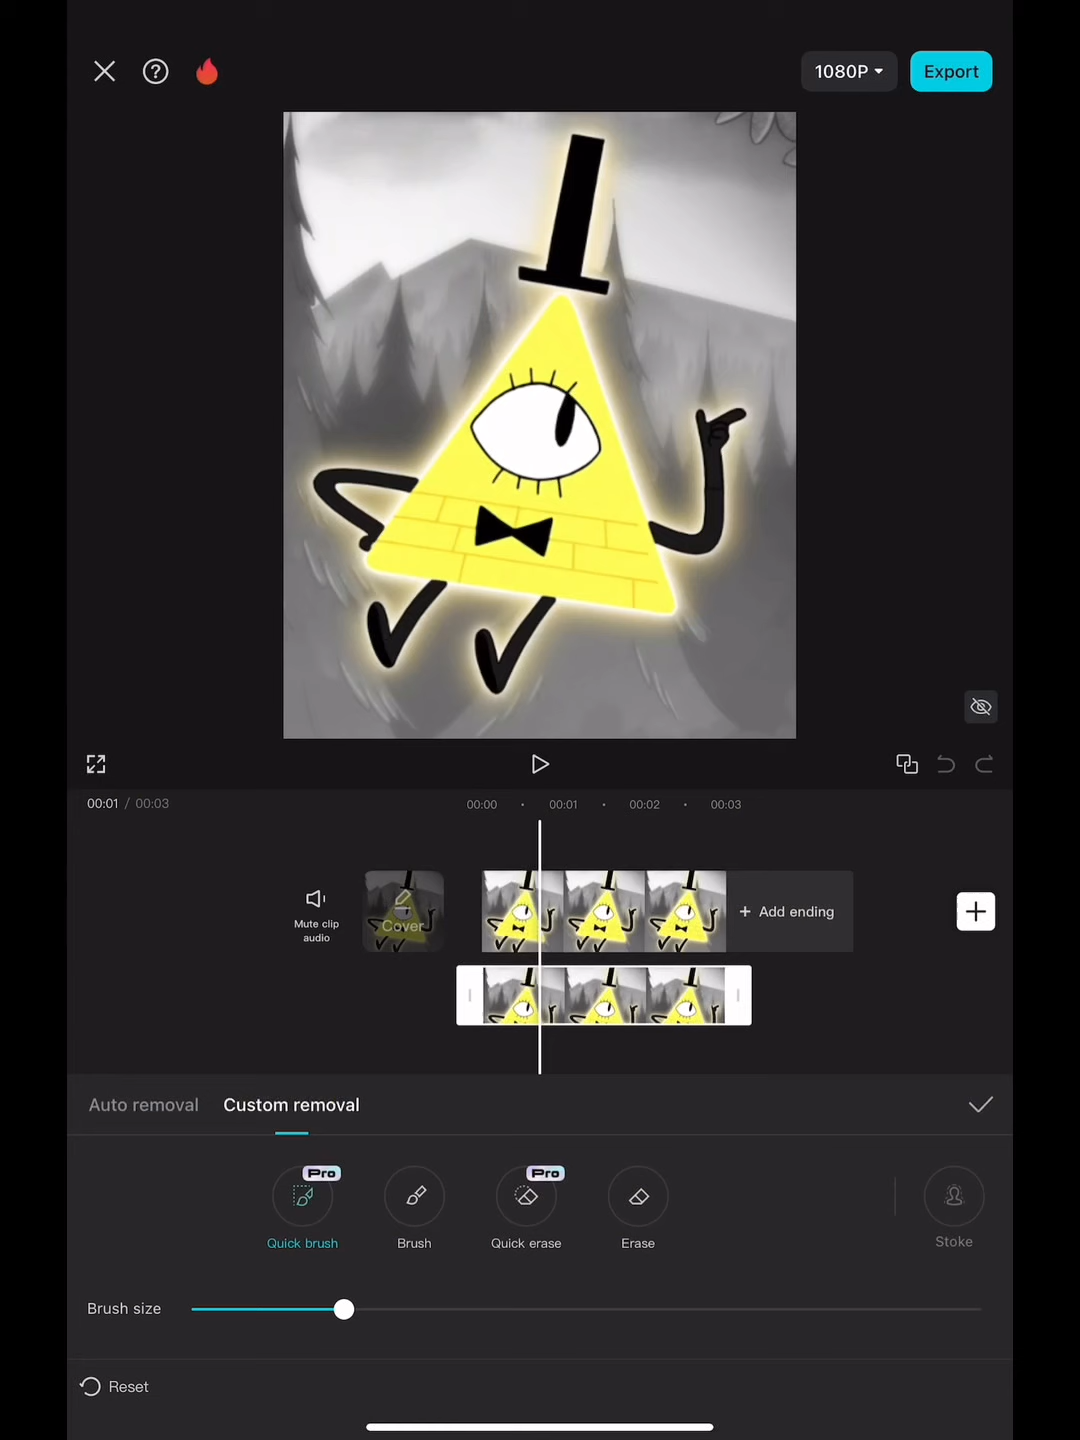 1080P
Export
00:01 / 00:03
00:00
00:01
00:02
00:03
Mute clip
audio
Cover
+ Add ending
Auto removal
Custom removal
Pro
Pro
Quick brush
Brush
Quick erase
Erase
Stoke
Brush size
Reset